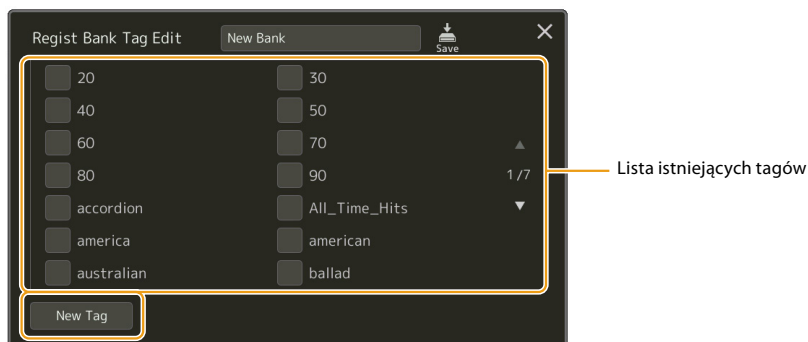 Regist Bank Tag Edit New Bank Save
20 30
40 50
60 70
80 90 1/7
accordion All_Time_Hits
america american
australian ballad
New Tag
Lista istniejących tagów